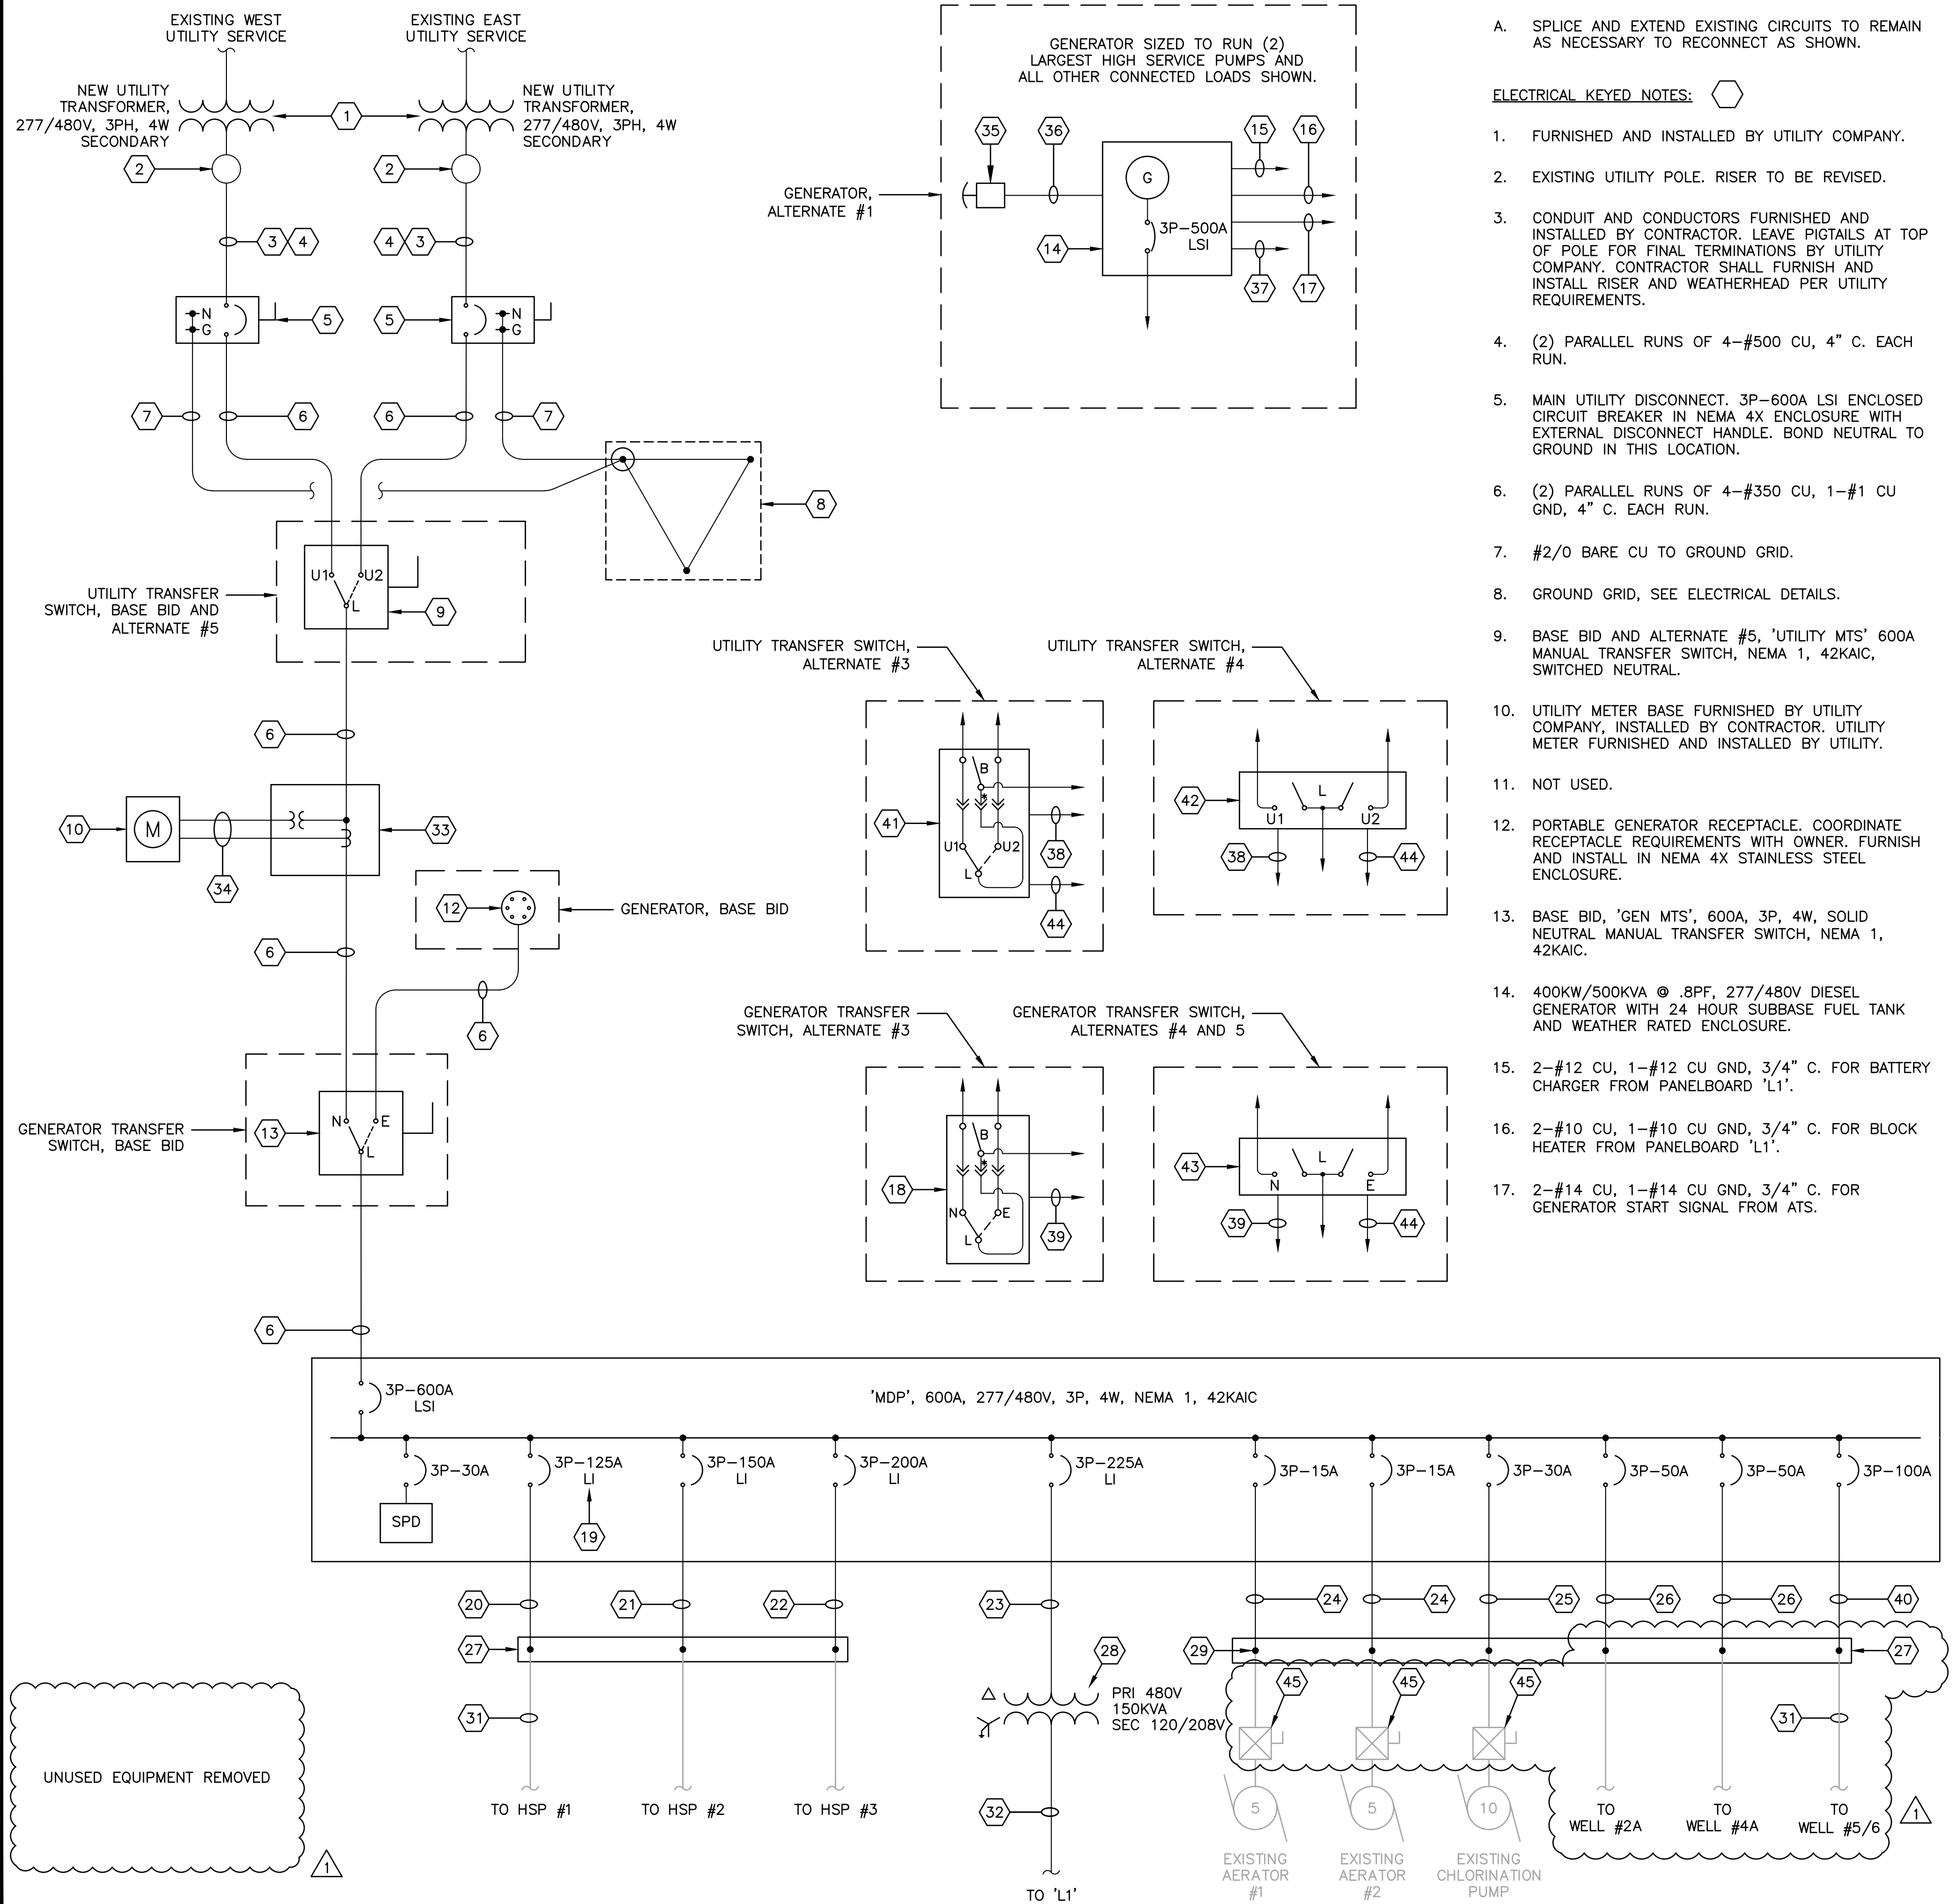 EXISTING WEST
UTILITY SERVICE
EXISTING EAST
UTILITY SERVICE
NEW UTILITY
TRANSFORMER,
277/480V, 3PH, 4W
SECONDARY
1
NEW UTILITY
TRANSFORMER,
277/480V, 3PH, 4W
SECONDARY
2
2
3
4
4
3
N
G
5
5
N
G
7
6
6
7
8
UTILITY TRANSFER
SWITCH, BASE BID AND
ALTERNATE #5
U1
U2
L
9
6
10
M
34
33
12
GENERATOR, BASE BID
6
6
GENERATOR TRANSFER
SWITCH, BASE BID
13
N
E
L
6
GENERATOR SIZED TO RUN (2)
LARGEST HIGH SERVICE PUMPS AND
ALL OTHER CONNECTED LOADS SHOWN.
GENERATOR,
ALTERNATE #1
35
36
15
16
G
3P-500A
LSI
14
37
17
UTILITY TRANSFER SWITCH,
ALTERNATE #3
B
*
41
U1
U2
L
38
44
UTILITY TRANSFER SWITCH,
ALTERNATE #4
42
L
U1
U2
38
44
GENERATOR TRANSFER
SWITCH, ALTERNATE #3
B
*
18
N
E
L
39
GENERATOR TRANSFER SWITCH,
ALTERNATES #4 AND 5
43
L
N
E
39
44
3P-600A
LSI
'MDP', 600A, 277/480V, 3P, 4W, NEMA 1, 42KAIC
3P-30A
3P-125A
LI
3P-150A
LI
3P-200A
LI
3P-225A
LI
3P-15A
3P-15A
3P-30A
3P-50A
3P-50A
3P-100A
SPD
19
20
21
22
23
24
24
25
26
26
40
27
29
27
28
PRI 480V
150KVA
SEC 120/208V
45
45
45
31
31
32
TO HSP #1
TO HSP #2
TO HSP #3
TO 'L1'
5
5
10
EXISTING
AERATOR
#1
EXISTING
AERATOR
#2
EXISTING
CHLORINATION
PUMP
TO
WELL #2A
TO
WELL #4A
TO
WELL #5/6
1
UNUSED EQUIPMENT REMOVED
1
A. SPLICE AND EXTEND EXISTING CIRCUITS TO REMAIN
AS NECESSARY TO RECONNECT AS SHOWN.
ELECTRICAL KEYED NOTES:
1. FURNISHED AND INSTALLED BY UTILITY COMPANY.
2. EXISTING UTILITY POLE. RISER TO BE REVISED.
3. CONDUIT AND CONDUCTORS FURNISHED AND
INSTALLED BY CONTRACTOR. LEAVE PIGTAILS AT TOP
OF POLE FOR FINAL TERMINATIONS BY UTILITY
COMPANY. CONTRACTOR SHALL FURNISH AND
INSTALL RISER AND WEATHERHEAD PER UTILITY
REQUIREMENTS.
4. (2) PARALLEL RUNS OF 4-#500 CU, 4" C. EACH
RUN.
5. MAIN UTILITY DISCONNECT. 3P-600A LSI ENCLOSED
CIRCUIT BREAKER IN NEMA 4X ENCLOSURE WITH
EXTERNAL DISCONNECT HANDLE. BOND NEUTRAL TO
GROUND IN THIS LOCATION.
6. (2) PARALLEL RUNS OF 4-#350 CU, 1-#1 CU
GND, 4" C. EACH RUN.
7. #2/0 BARE CU TO GROUND GRID.
8. GROUND GRID, SEE ELECTRICAL DETAILS.
9. BASE BID AND ALTERNATE #5, 'UTILITY MTS' 600A
MANUAL TRANSFER SWITCH, NEMA 1, 42KAIC,
SWITCHED NEUTRAL.
10. UTILITY METER BASE FURNISHED BY UTILITY
COMPANY, INSTALLED BY CONTRACTOR. UTILITY
METER FURNISHED AND INSTALLED BY UTILITY.
11. NOT USED.
12. PORTABLE GENERATOR RECEPTACLE. COORDINATE
RECEPTACLE REQUIREMENTS WITH OWNER. FURNISH
AND INSTALL IN NEMA 4X STAINLESS STEEL
ENCLOSURE.
13. BASE BID, 'GEN MTS', 600A, 3P, 4W, SOLID
NEUTRAL MANUAL TRANSFER SWITCH, NEMA 1,
42KAIC.
14. 400KW/500KVA @ .8PF, 277/480V DIESEL
GENERATOR WITH 24 HOUR SUBBASE FUEL TANK
AND WEATHER RATED ENCLOSURE.
15. 2-#12 CU, 1-#12 CU GND, 3/4" C. FOR BATTERY
CHARGER FROM PANELBOARD 'L1'.
16. 2-#10 CU, 1-#10 CU GND, 3/4" C. FOR BLOCK
HEATER FROM PANELBOARD 'L1'.
17. 2-#14 CU, 1-#14 CU GND, 3/4" C. FOR
GENERATOR START SIGNAL FROM ATS.